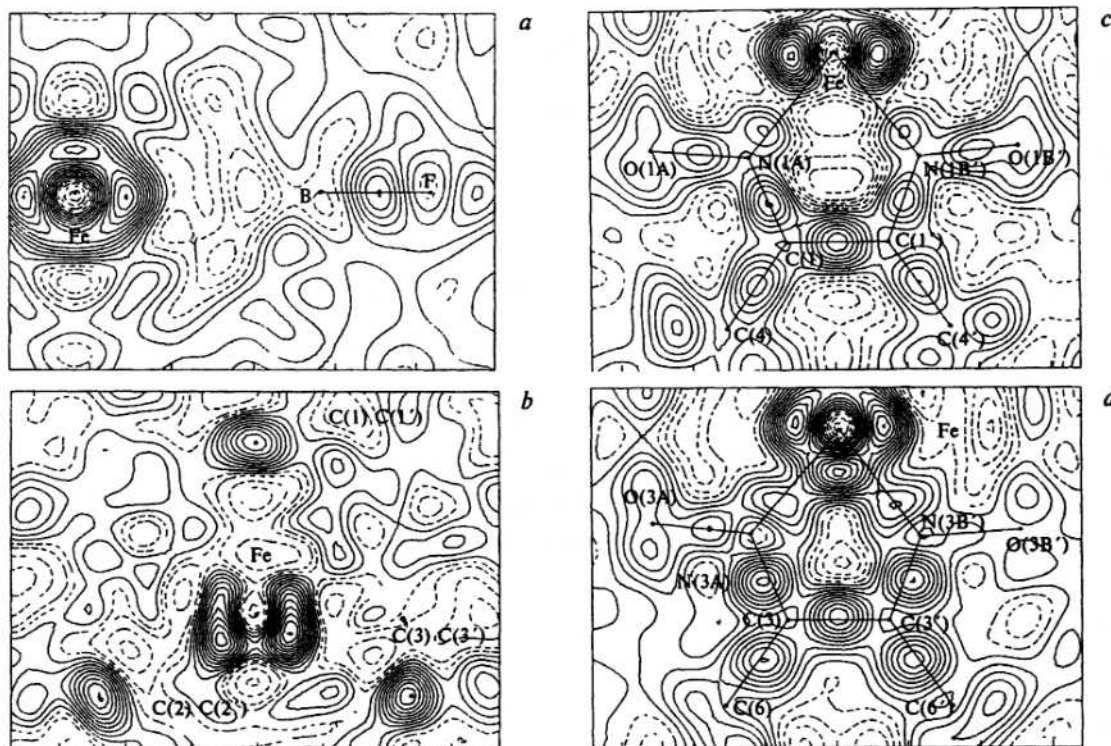 a
Fe
B
F
b
C(1) C(1′)
Fe
C(3) C(3′)
C(2) C(2′)
c
Fe
O(1A)
N(1A)
N(1B′)
O(1B′)
C(1)
C(1′)
C(4)
C(4′)
d
Fe
O(3A)
N(3B′)
O(3B′)
N(3A)
C(3)
C(3′)
C(6)
C(6′)